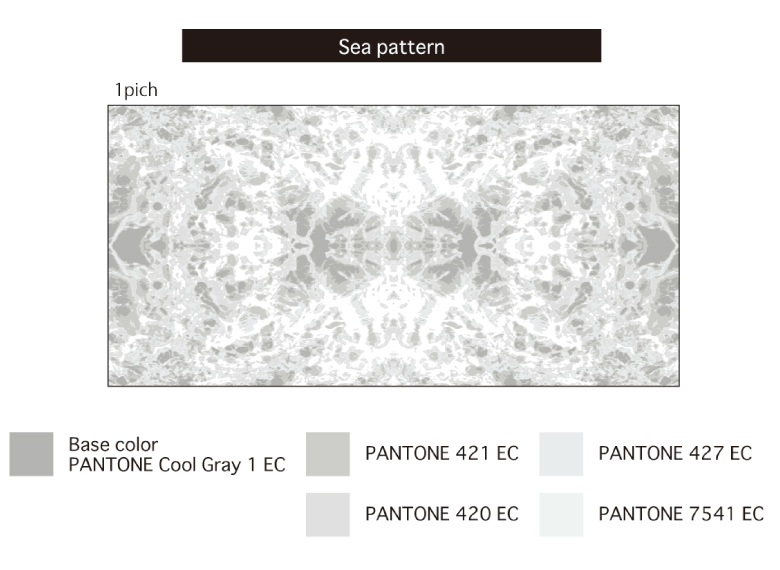 Sea pattern
1pich
Base color
PANTONE Cool Gray 1 EC
PANTONE 421 EC
PANTONE 427 EC
PANTONE 420 EC
PANTONE 7541 EC